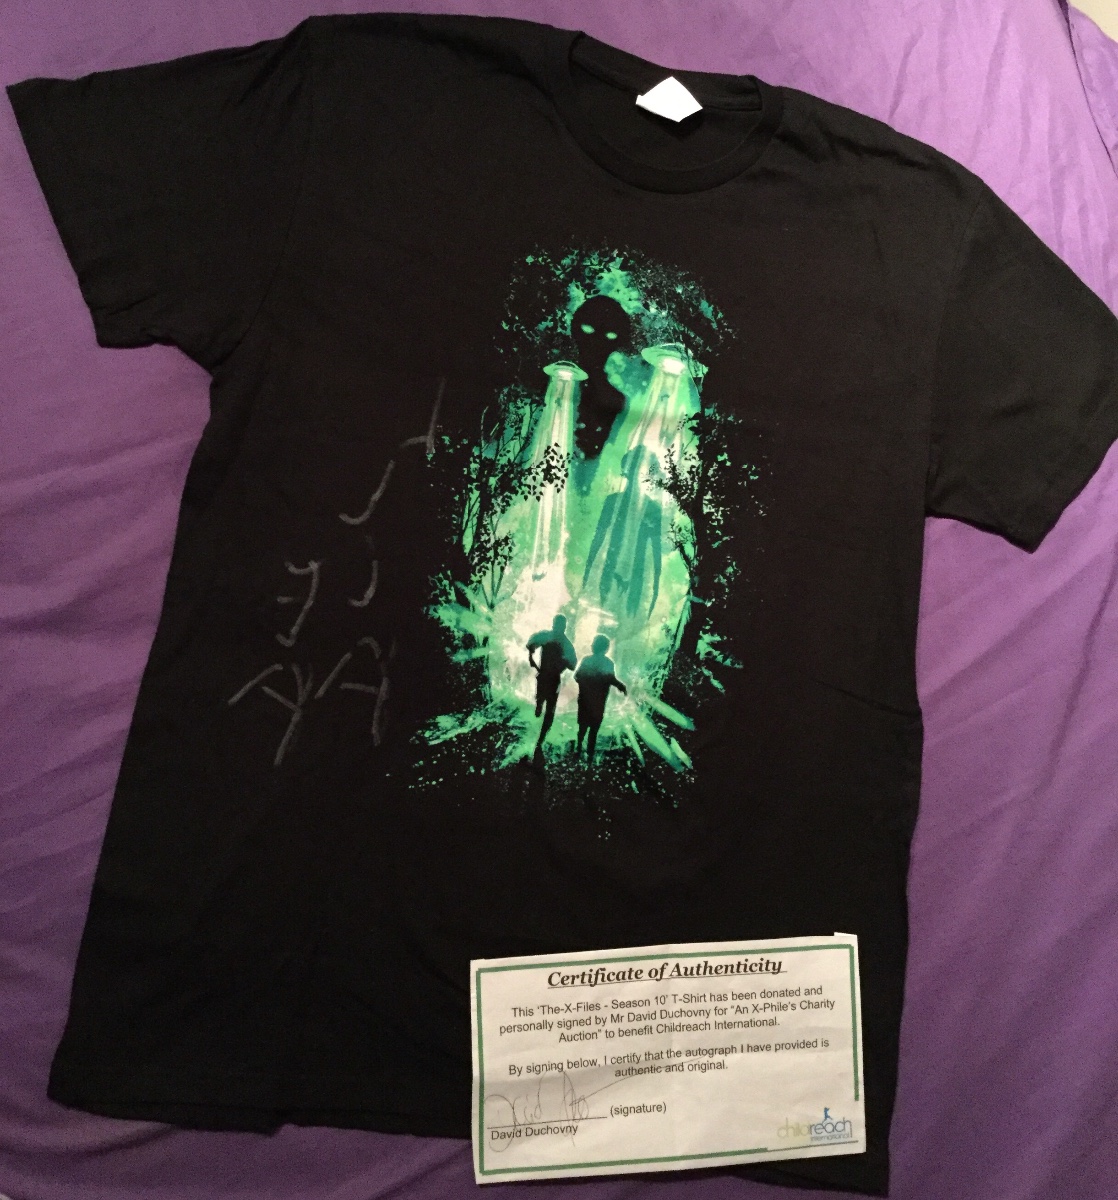 Certificate of Authenticity
This 'The-X-Files - Season 10' T-Shirt has been donated and
personally signed by Mr David Duchovny for "An X-Phile's Charity
Auction" to benefit Childreach International.
By signing below, I certify that the autograph I have provided is
authentic and original.
(signature)
David Duchovny
childreach
international